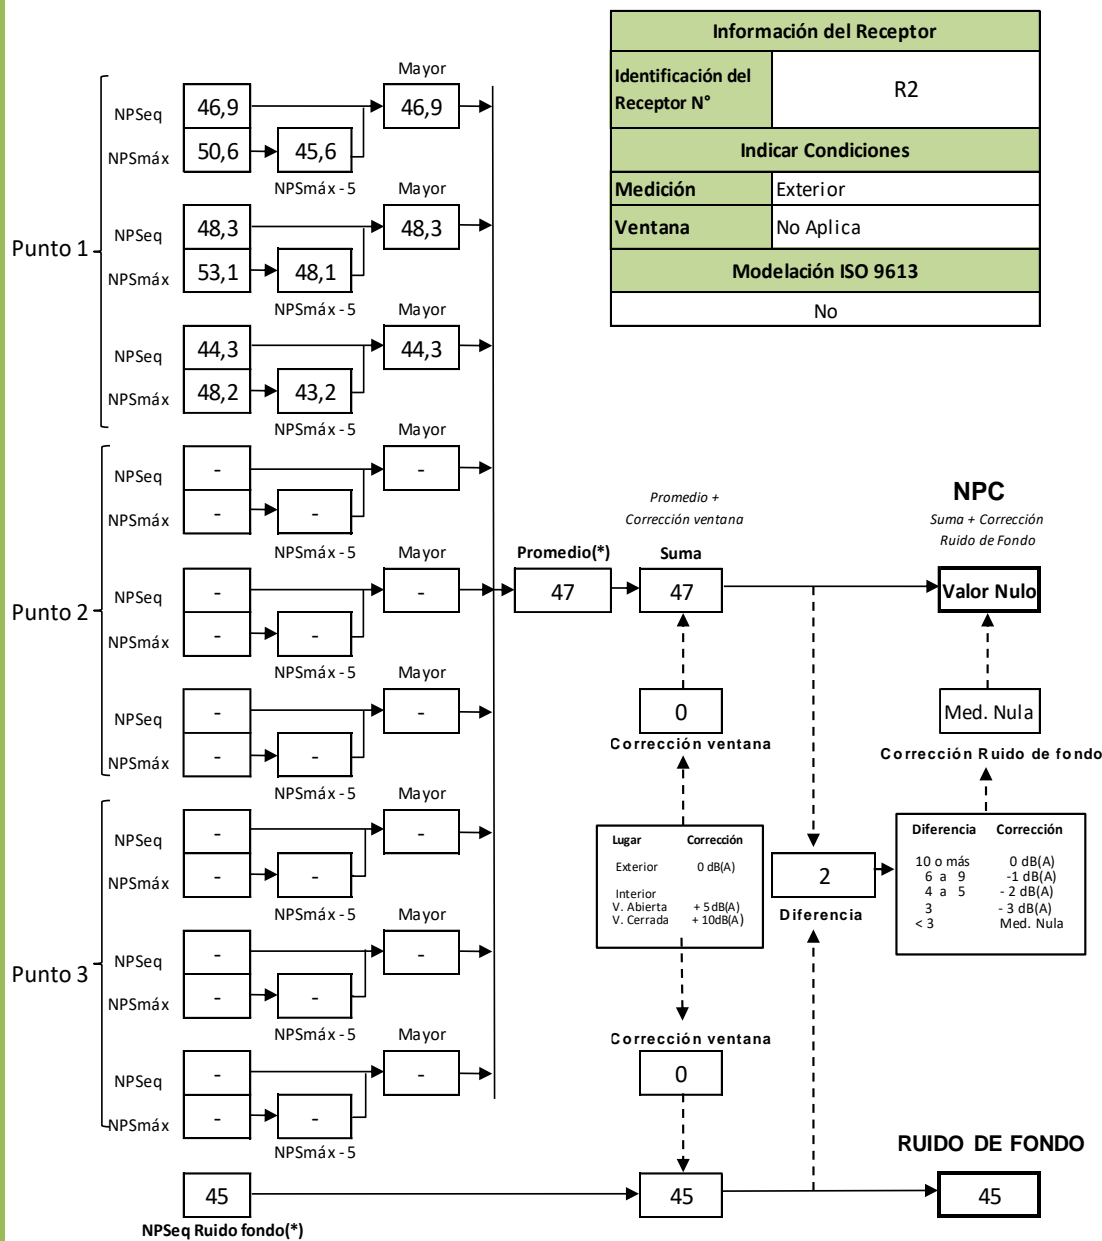 Información del Receptor
Identificación del
Receptor N°
R2
Indicar Condiciones
Medición
Exterior
Ventana
No Aplica
Modelación ISO 9613
No
Punto 1
Mayor
NPSeq
46,9
46,9
NPSmáx
50,6
45,6
NPSmáx - 5
Mayor
NPSeq
48,3
48,3
NPSmáx
53,1
48,1
NPSmáx - 5
Mayor
NPSeq
44,3
44,3
NPSmáx
48,2
43,2
NPSmáx - 5
Punto 2
Mayor
NPSeq
-
-
NPSmáx
-
-
NPSmáx - 5
Mayor
NPSeq
-
-
NPSmáx
-
-
NPSmáx - 5
Mayor
NPSeq
-
-
NPSmáx
-
-
NPSmáx - 5
Punto 3
Mayor
NPSeq
-
-
NPSmáx
-
-
NPSmáx - 5
Mayor
NPSeq
-
-
NPSmáx
-
-
NPSmáx - 5
Mayor
NPSeq
-
-
NPSmáx
-
-
NPSmáx - 5
Promedio(*)
47
Promedio +
Corrección ventana
Suma
47
NPC
Suma + Corrección
Ruido de Fondo
Valor Nulo
0
Corrección ventana
Med. Nula
Corrección Ruido de fondo
Lugar Corrección
Exterior 0 dB(A)
Interior
V. Abierta + 5dB(A)
V. Cerrada + 10dB(A)
2
Diferencia
Diferencia Corrección
10 o más 0 dB(A)
6 a 9 -1 dB(A)
4 a 5 - 2 dB(A)
3 - 3 dB(A)
< 3 Med. Nula
Corrección ventana
0
45
NPSeq Ruido fondo(*)
45
RUIDO DE FONDO
45